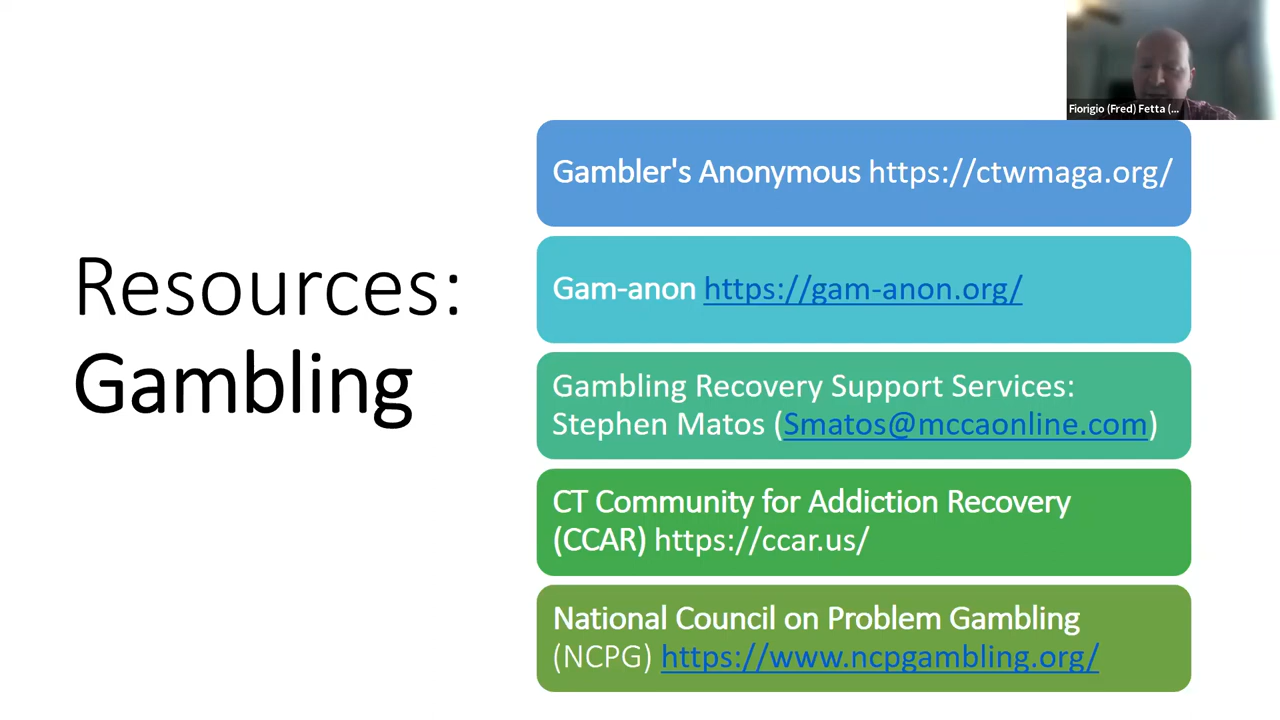 Fiorigio (Fred) Fetta (...
Resources:
Gambling
Gambler's Anonymous https://ctwmaga.org/
Gam-anon https://gam-anon.org/
Gambling Recovery Support Services:
Stephen Matos (Smatos@mccaonline.com)
CT Community for Addiction Recovery
(CCAR) https://ccar.us/
National Council on Problem Gambling
(NCPG) https://www.ncpgambling.org/